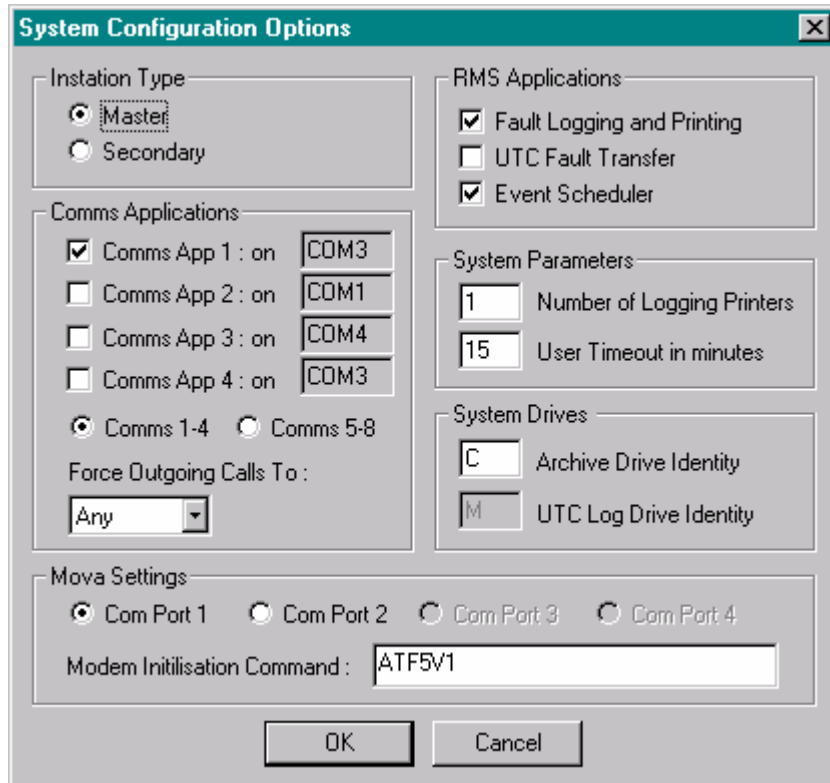 System Configuration Options
Instation Type
Master
Secondary
Comms Applications
Comms App 1 : on COM3
Comms App 2 : on COM1
Comms App 3 : on COM4
Comms App 4 : on COM3
Comms 1-4 Comms 5-8
Force Outgoing Calls To :
Any
RMS Applications
Fault Logging and Printing
UTC Fault Transfer
Event Scheduler
System Parameters
1 Number of Logging Printers
15 User Timeout in minutes
System Drives
C Archive Drive Identity
M UTC Log Drive Identity
Mova Settings
Com Port 1 Com Port 2 Com Port 3 Com Port 4
Modem Initilisation Command : ATF5V1
OK Cancel